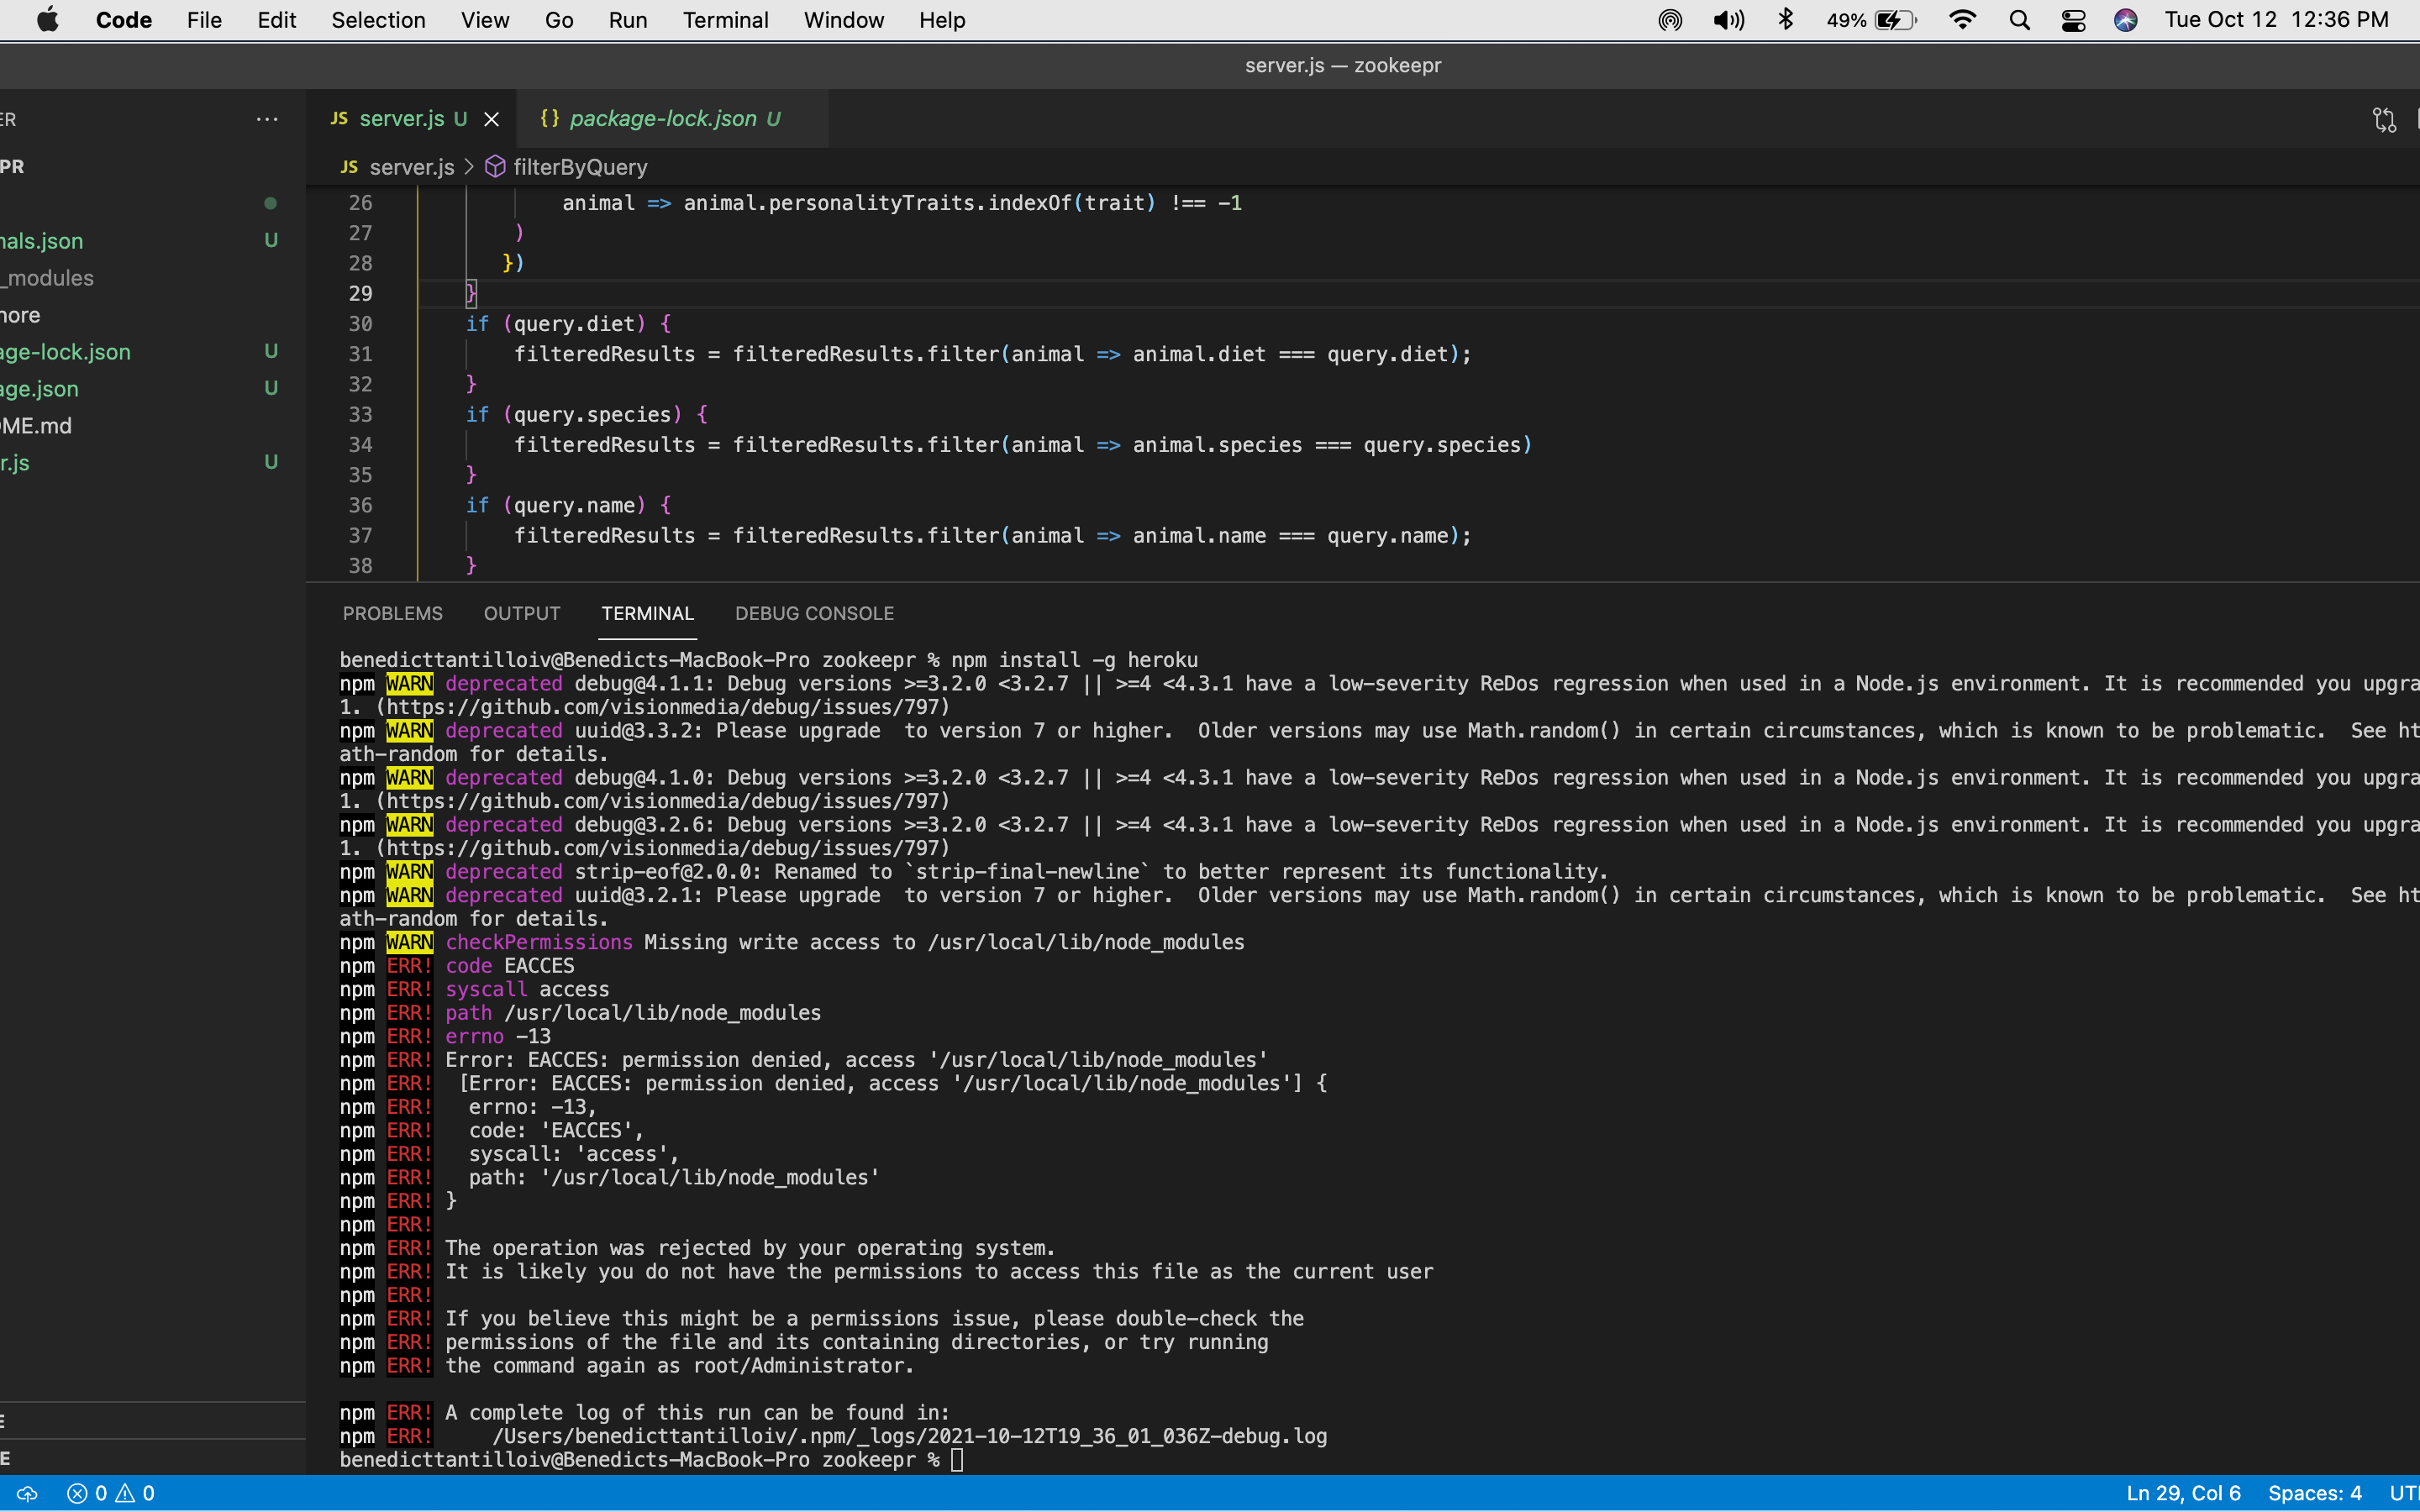 Code File Edit Selection View Go Run Terminal Window Help 49% Tue Oct 12 12:36 PM
server.js — zookeepr
ER ··· JS server.js U {} package-lock.json U
PR JS server.js > filterByQuery
26 animal => animal.personalityTraits.indexOf(trait) !== -1
27 )
nals.json U
28 })
_modules
29 }
nore
30 if (query.diet) {
age-lock.json U
31 filteredResults = filteredResults.filter(animal => animal.diet === query.diet);
age.json U
32 }
33 if (query.species) {
OME.md
34 filteredResults = filteredResults.filter(animal => animal.species === query.species)
r.js U
35 }
36 if (query.name) {
37 filteredResults = filteredResults.filter(animal => animal.name === query.name);
38 }
PROBLEMS OUTPUT TERMINAL DEBUG CONSOLE
benedicttantilloiv@Benedicts-MacBook-Pro zookeepr % npm install -g heroku
npm WARN deprecated debug@4.1.1: Debug versions >=3.2.0 <3.2.7 || >=4 <4.3.1 have a low-severity ReDos regression when used in a Node.js environment. It is recommended you upgra
1. (https://github.com/visionmedia/debug/issues/797)
npm WARN deprecated uuid@3.3.2: Please upgrade  to version 7 or higher.  Older versions may use Math.random() in certain circumstances, which is known to be problematic.  See ht
ath-random for details.
npm WARN deprecated debug@4.1.0: Debug versions >=3.2.0 <3.2.7 || >=4 <4.3.1 have a low-severity ReDos regression when used in a Node.js environment. It is recommended you upgra
1. (https://github.com/visionmedia/debug/issues/797)
npm WARN deprecated debug@3.2.6: Debug versions >=3.2.0 <3.2.7 || >=4 <4.3.1 have a low-severity ReDos regression when used in a Node.js environment. It is recommended you upgra
1. (https://github.com/visionmedia/debug/issues/797)
npm WARN deprecated strip-eof@2.0.0: Renamed to `strip-final-newline` to better represent its functionality.
npm WARN deprecated uuid@3.2.1: Please upgrade  to version 7 or higher.  Older versions may use Math.random() in certain circumstances, which is known to be problematic.  See ht
ath-random for details.
npm WARN checkPermissions Missing write access to /usr/local/lib/node_modules
npm ERR! code EACCES
npm ERR! syscall access
npm ERR! path /usr/local/lib/node_modules
npm ERR! errno -13
npm ERR! Error: EACCES: permission denied, access '/usr/local/lib/node_modules'
npm ERR!  [Error: EACCES: permission denied, access '/usr/local/lib/node_modules'] {
npm ERR!   errno: -13,
npm ERR!   code: 'EACCES',
npm ERR!   syscall: 'access',
npm ERR!   path: '/usr/local/lib/node_modules'
npm ERR! }
npm ERR!
npm ERR! The operation was rejected by your operating system.
npm ERR! It is likely you do not have the permissions to access this file as the current user
npm ERR!
npm ERR! If you believe this might be a permissions issue, please double-check the
npm ERR! permissions of the file and its containing directories, or try running
npm ERR! the command again as root/Administrator.
npm ERR! A complete log of this run can be found in:
npm ERR!     /Users/benedicttantilloiv/.npm/_logs/2021-10-12T19_36_01_036Z-debug.log
benedicttantilloiv@Benedicts-MacBook-Pro zookeepr %
E
E
0 0 Ln 29, Col 6 Spaces: 4 UT